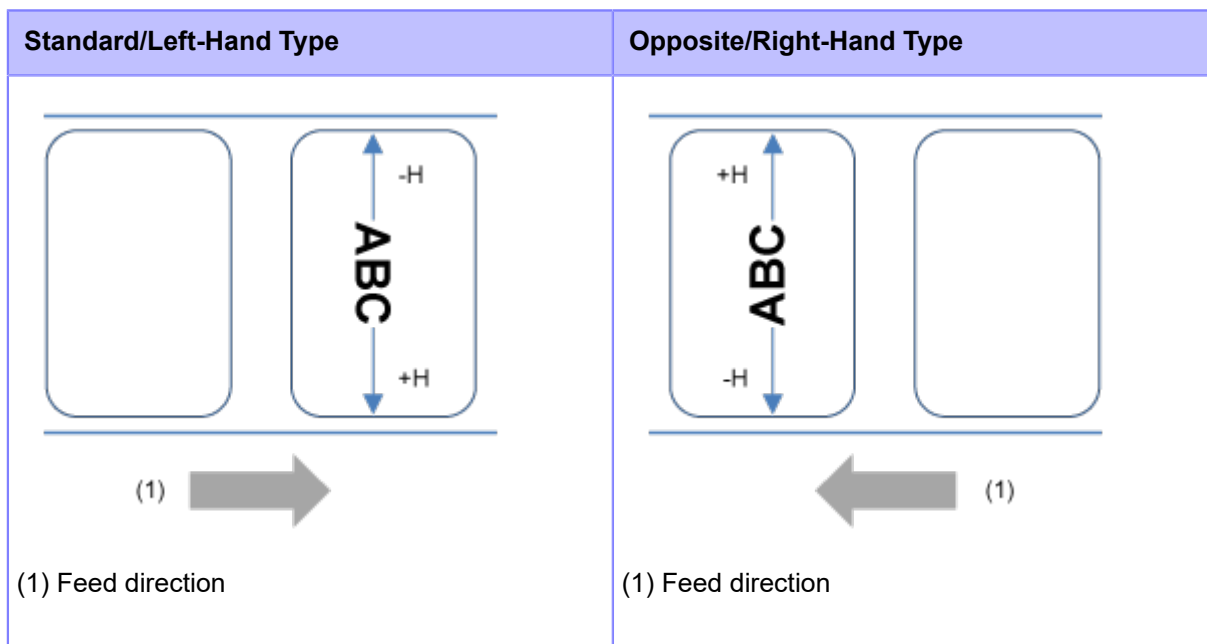 Standard/Left-Hand Type
Opposite/Right-Hand Type
-H
ABC
+H
(1)
(1) Feed direction
+H
ABC
-H
(1)
(1) Feed direction